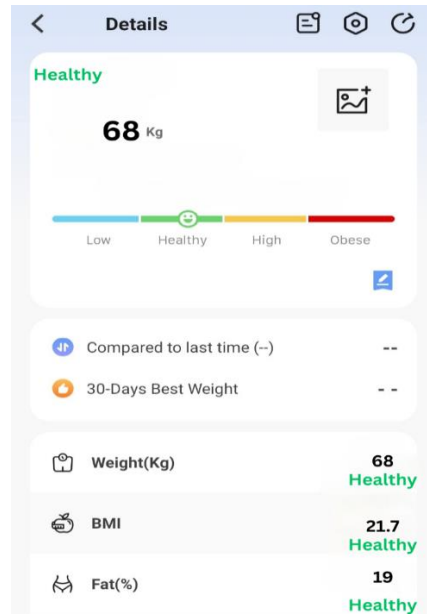 Details
Healthy
68 Kg
Low Healthy High Obese
Compared to last time (--) --
30-Days Best Weight - -
Weight(Kg) 68
Healthy
BMI 21.7
Healthy
Fat(%) 19
Healthy